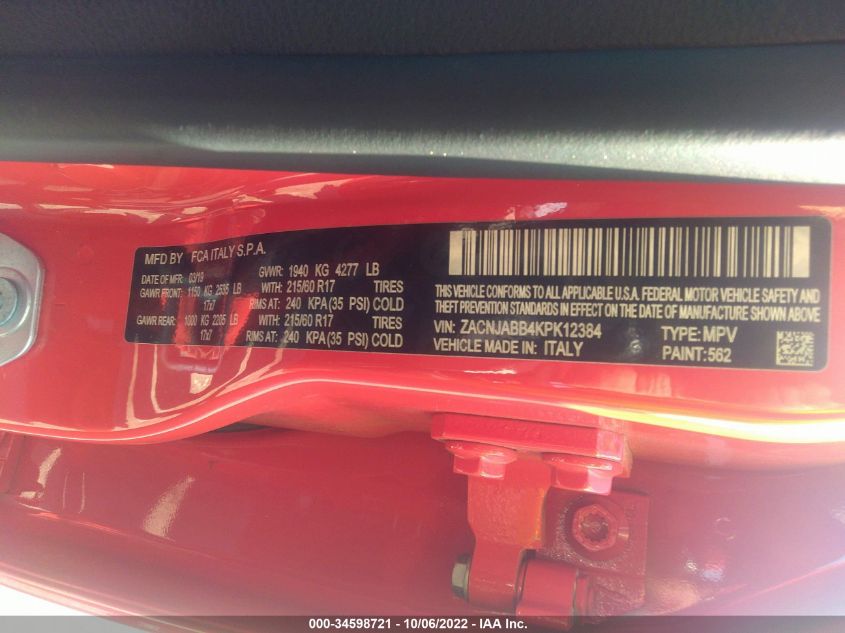 MFD BY FCA ITALY S.P.A.
DATE OF MFR: 03/19 GVWR: 1940 KG 4277 LB
GAWR FRONT: 1150 KG 2535 LB WITH: 215/60 R17 TIRES
17x7 RIMS AT: 240 KPA(35 PSI) COLD
GAWR REAR: 1000 KG 2205 LB WITH: 215/60 R17 TIRES
17x7 RIMS AT: 240 KPA(35 PSI) COLD
THIS VEHICLE CONFORMS TO ALL APPLICABLE U.S.A. FEDERAL MOTOR VEHICLE SAFETY AND
THEFT PREVENTION STANDARDS IN EFFECT ON THE DATE OF MANUFACTURE SHOWN ABOVE
VIN: ZACNJABB4KPK12384 TYPE: MPV
VEHICLE MADE IN: ITALY PAINT:562
000-34598721 - 10/06/2022 - IAA Inc.